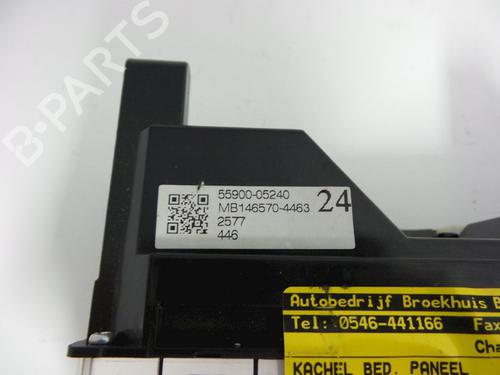 B-PARTS
55900-05240
MB146570-4463
24
2577
446
Autobedrijf Broekhuis B
Tel: 0546-441166 Fax
Cha
KACHEL BED. PANEEL